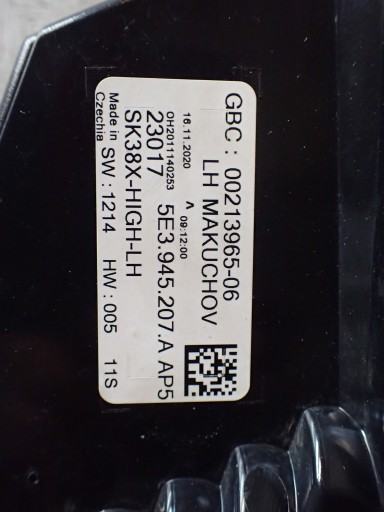 GBC : 00213965-06
LH MAKUCHOV
16.11.2020 A 09:12:00
OH2011140253
23017 5E3.945.207.A AP5
SK38X-HIGH-LH
Made in Czechia SW : 1214 HW : 005 11S